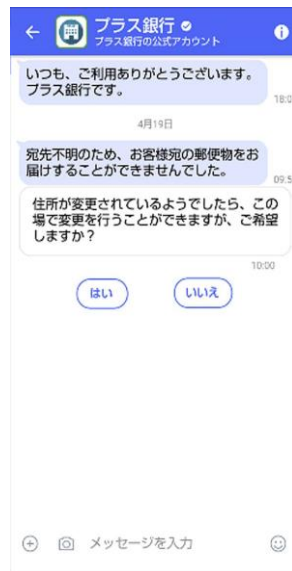 プラス銀行
プラス銀行の公式アカウント
いつも、ご利用ありがとうございます。
プラス銀行です。
18:0
4月19日
宛先不明のため、お客様宛の郵便物をお
届けすることができませんでした。
09:5
住所が変更されているようでしたら、この
場で変更を行うことができますが、ご希望
しますか？
10:00
はい
いいえ
メッセージを入力